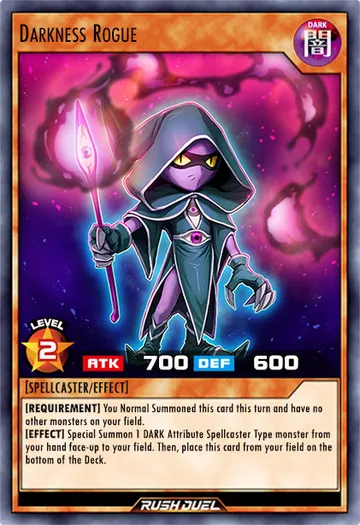 Darkness Rogue
DARK
闇
LEVEL
2
ATK 700 DEF 600
[SPELLCASTER/EFFECT]
[REQUIREMENT] You Normal Summoned this card this turn and have no
other monsters on your field.
[EFFECT] Special Summon 1 DARK Attribute Spellcaster Type monster from
your hand face-up to your field. Then, place this card from your field on the
bottom of the Deck.
RUSH DUEL